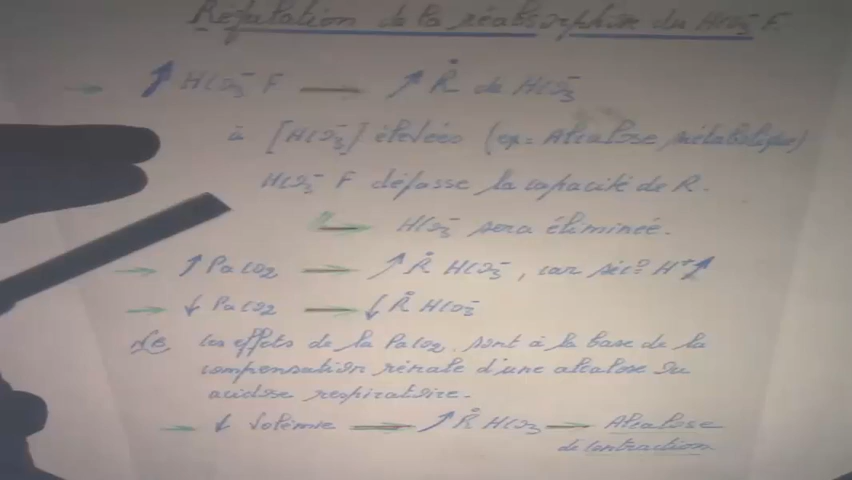 Régulation de la réabsorption du HCO3⁻ F.
→ ↑ HCO3⁻ F → ↑ R̊ de HCO3⁻
à [HCO3⁻] élevées (ex = Alcalose métabolique)
HCO3⁻ F dépasse la capacité de R.
↳ HCO3⁻ sera éliminée.
→ ↑ PaCO2 → ↑ R̊ HCO3⁻, car séc° H⁺ ↑
→ ↓ PaCO2 → ↓ R̊ HCO3⁻
NB les effets de la PaCO2 sont à la base de la
compensation rénale d'une alcalose ou
acidose respiratoire.
→ ↓ Volémie → ↑ R̊ HCO3 → Alcalose
de contraction